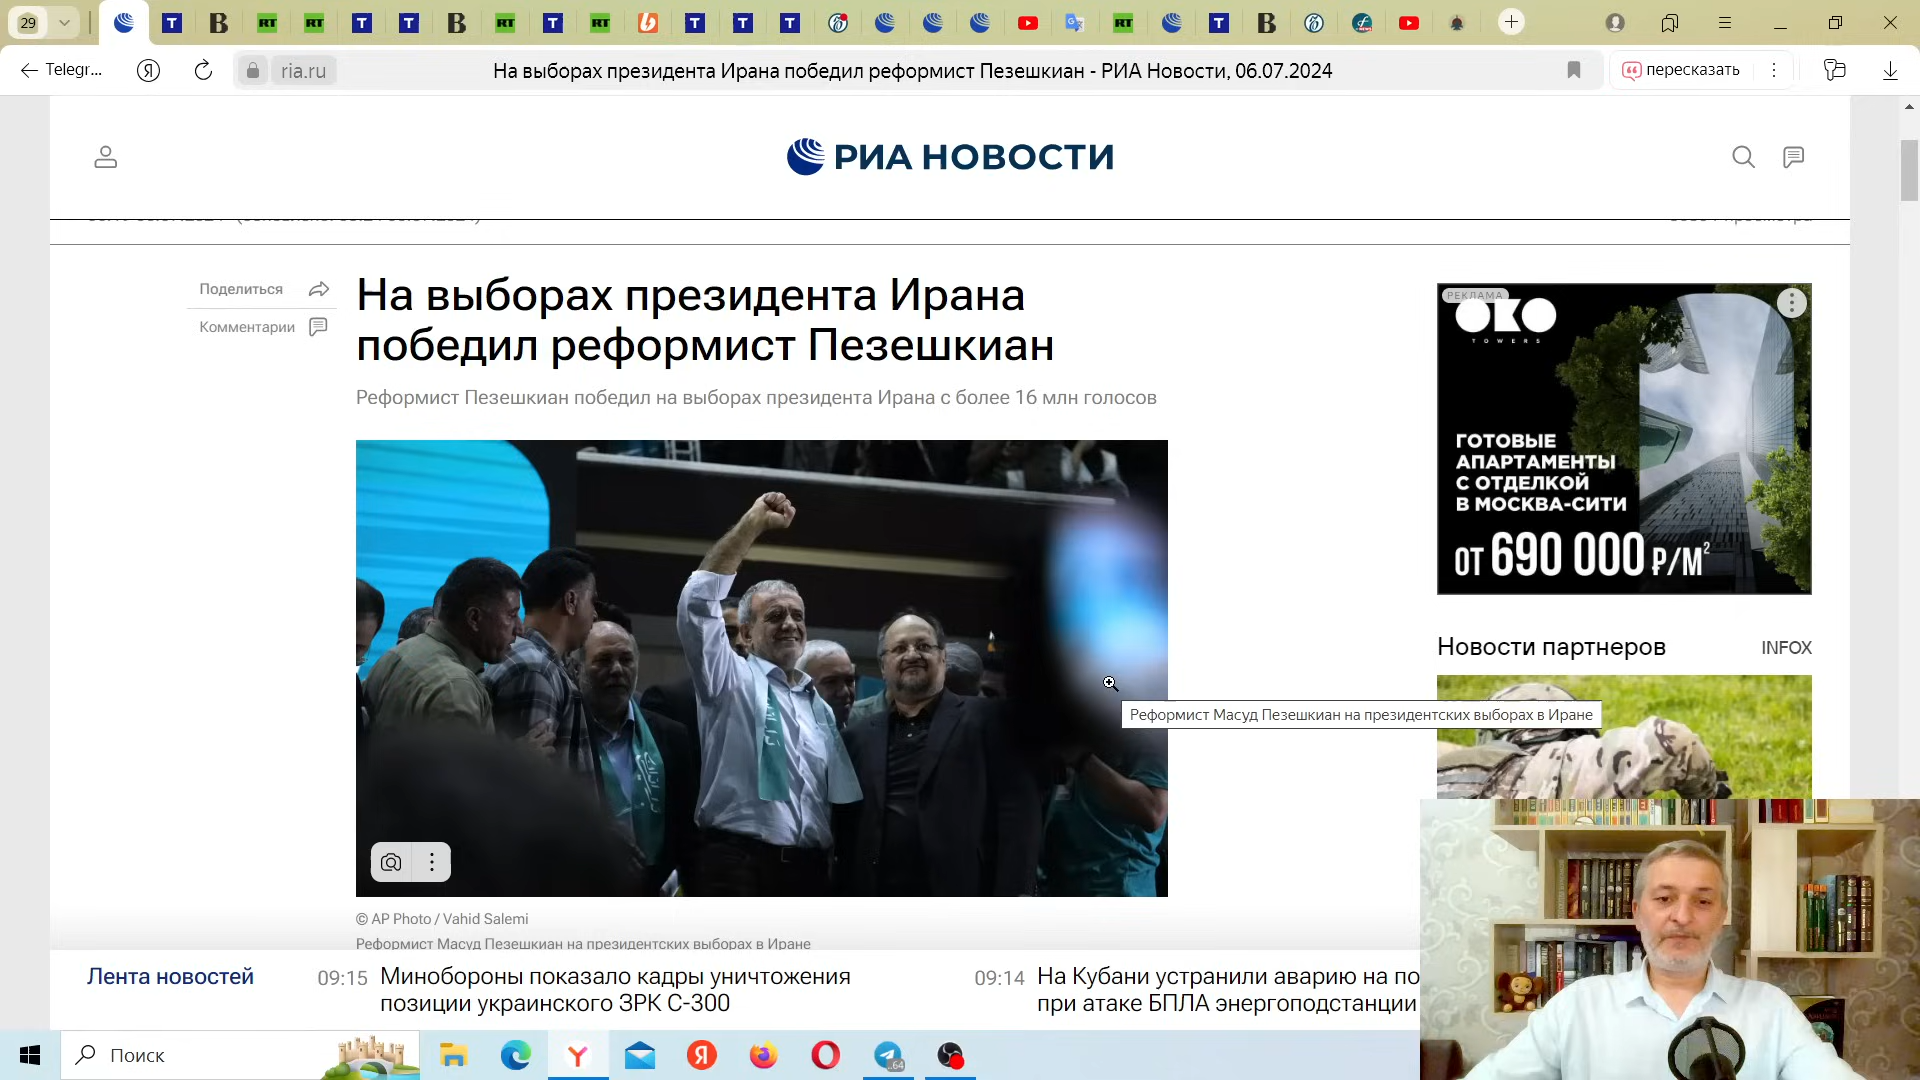 29
Telegr...
ria.ru
На выборах президента Ирана победил реформист Пезешкиан - РИА Новости, 06.07.2024
пересказать
РИА НОВОСТИ
Поделиться
Комментарии
На выборах президента Ирана
победил реформист Пезешкиан
Реформист Пезешкиан победил на выборах президента Ирана с более 16 млн голосов
РЕКЛАМА
OKO
TOWERS
ГОТОВЫЕ
АПАРТАМЕНТЫ
С ОТДЕЛКОЙ
В МОСКВА-СИТИ
ОТ 690 000 ₽/М²
Новости партнеров
INFOX
Реформист Масуд Пезешкиан на президентских выборах в Иране
© AP Photo / Vahid Salemi
Реформист Масуд Пезешкиан на президентских выборах в Иране
Лента новостей
09:15 Минобороны показало кадры уничтожения
позиции украинского ЗРК С-300
09:14 На Кубани устранили аварию на по
при атаке БПЛА энергоподстанции
Поиск
64